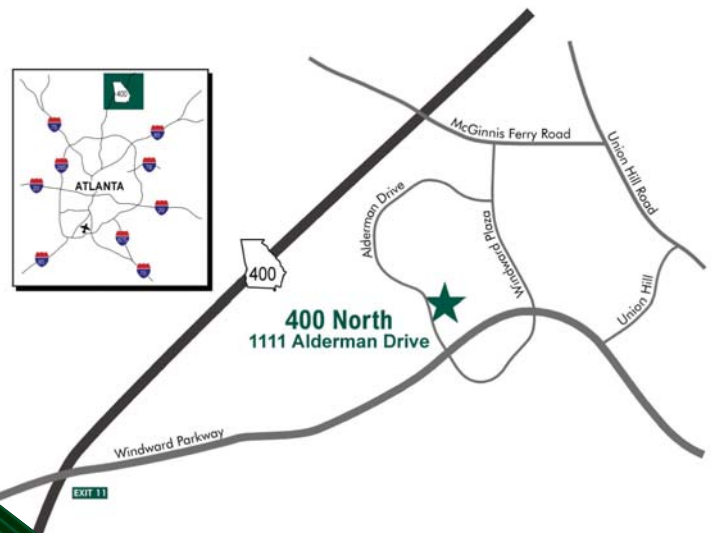 400
ATLANTA
McGinnis Ferry Road
Union Hill Road
Alderman Drive
Windward Plaza
Union Hill
400
400 North
1111 Alderman Drive
Windward Parkway
EXIT 11